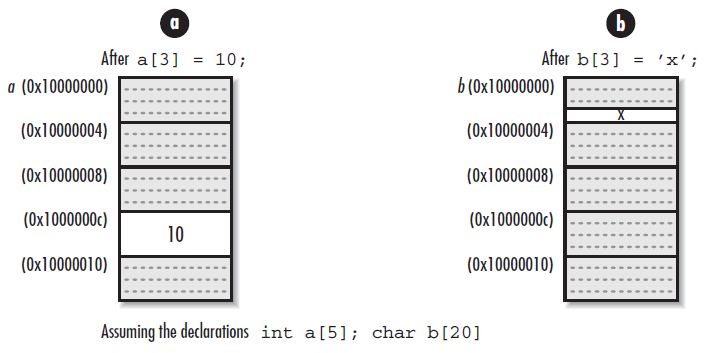 a
After a[3] = 10;
a (0x10000000)
(0x10000004)
(0x10000008)
(0x1000000c)
10
(0x10000010)
b
After b[3] = 'x';
b (0x10000000)
x
(0x10000004)
(0x10000008)
(0x1000000c)
(0x10000010)
Assuming the declarations int a[5]; char b[20]